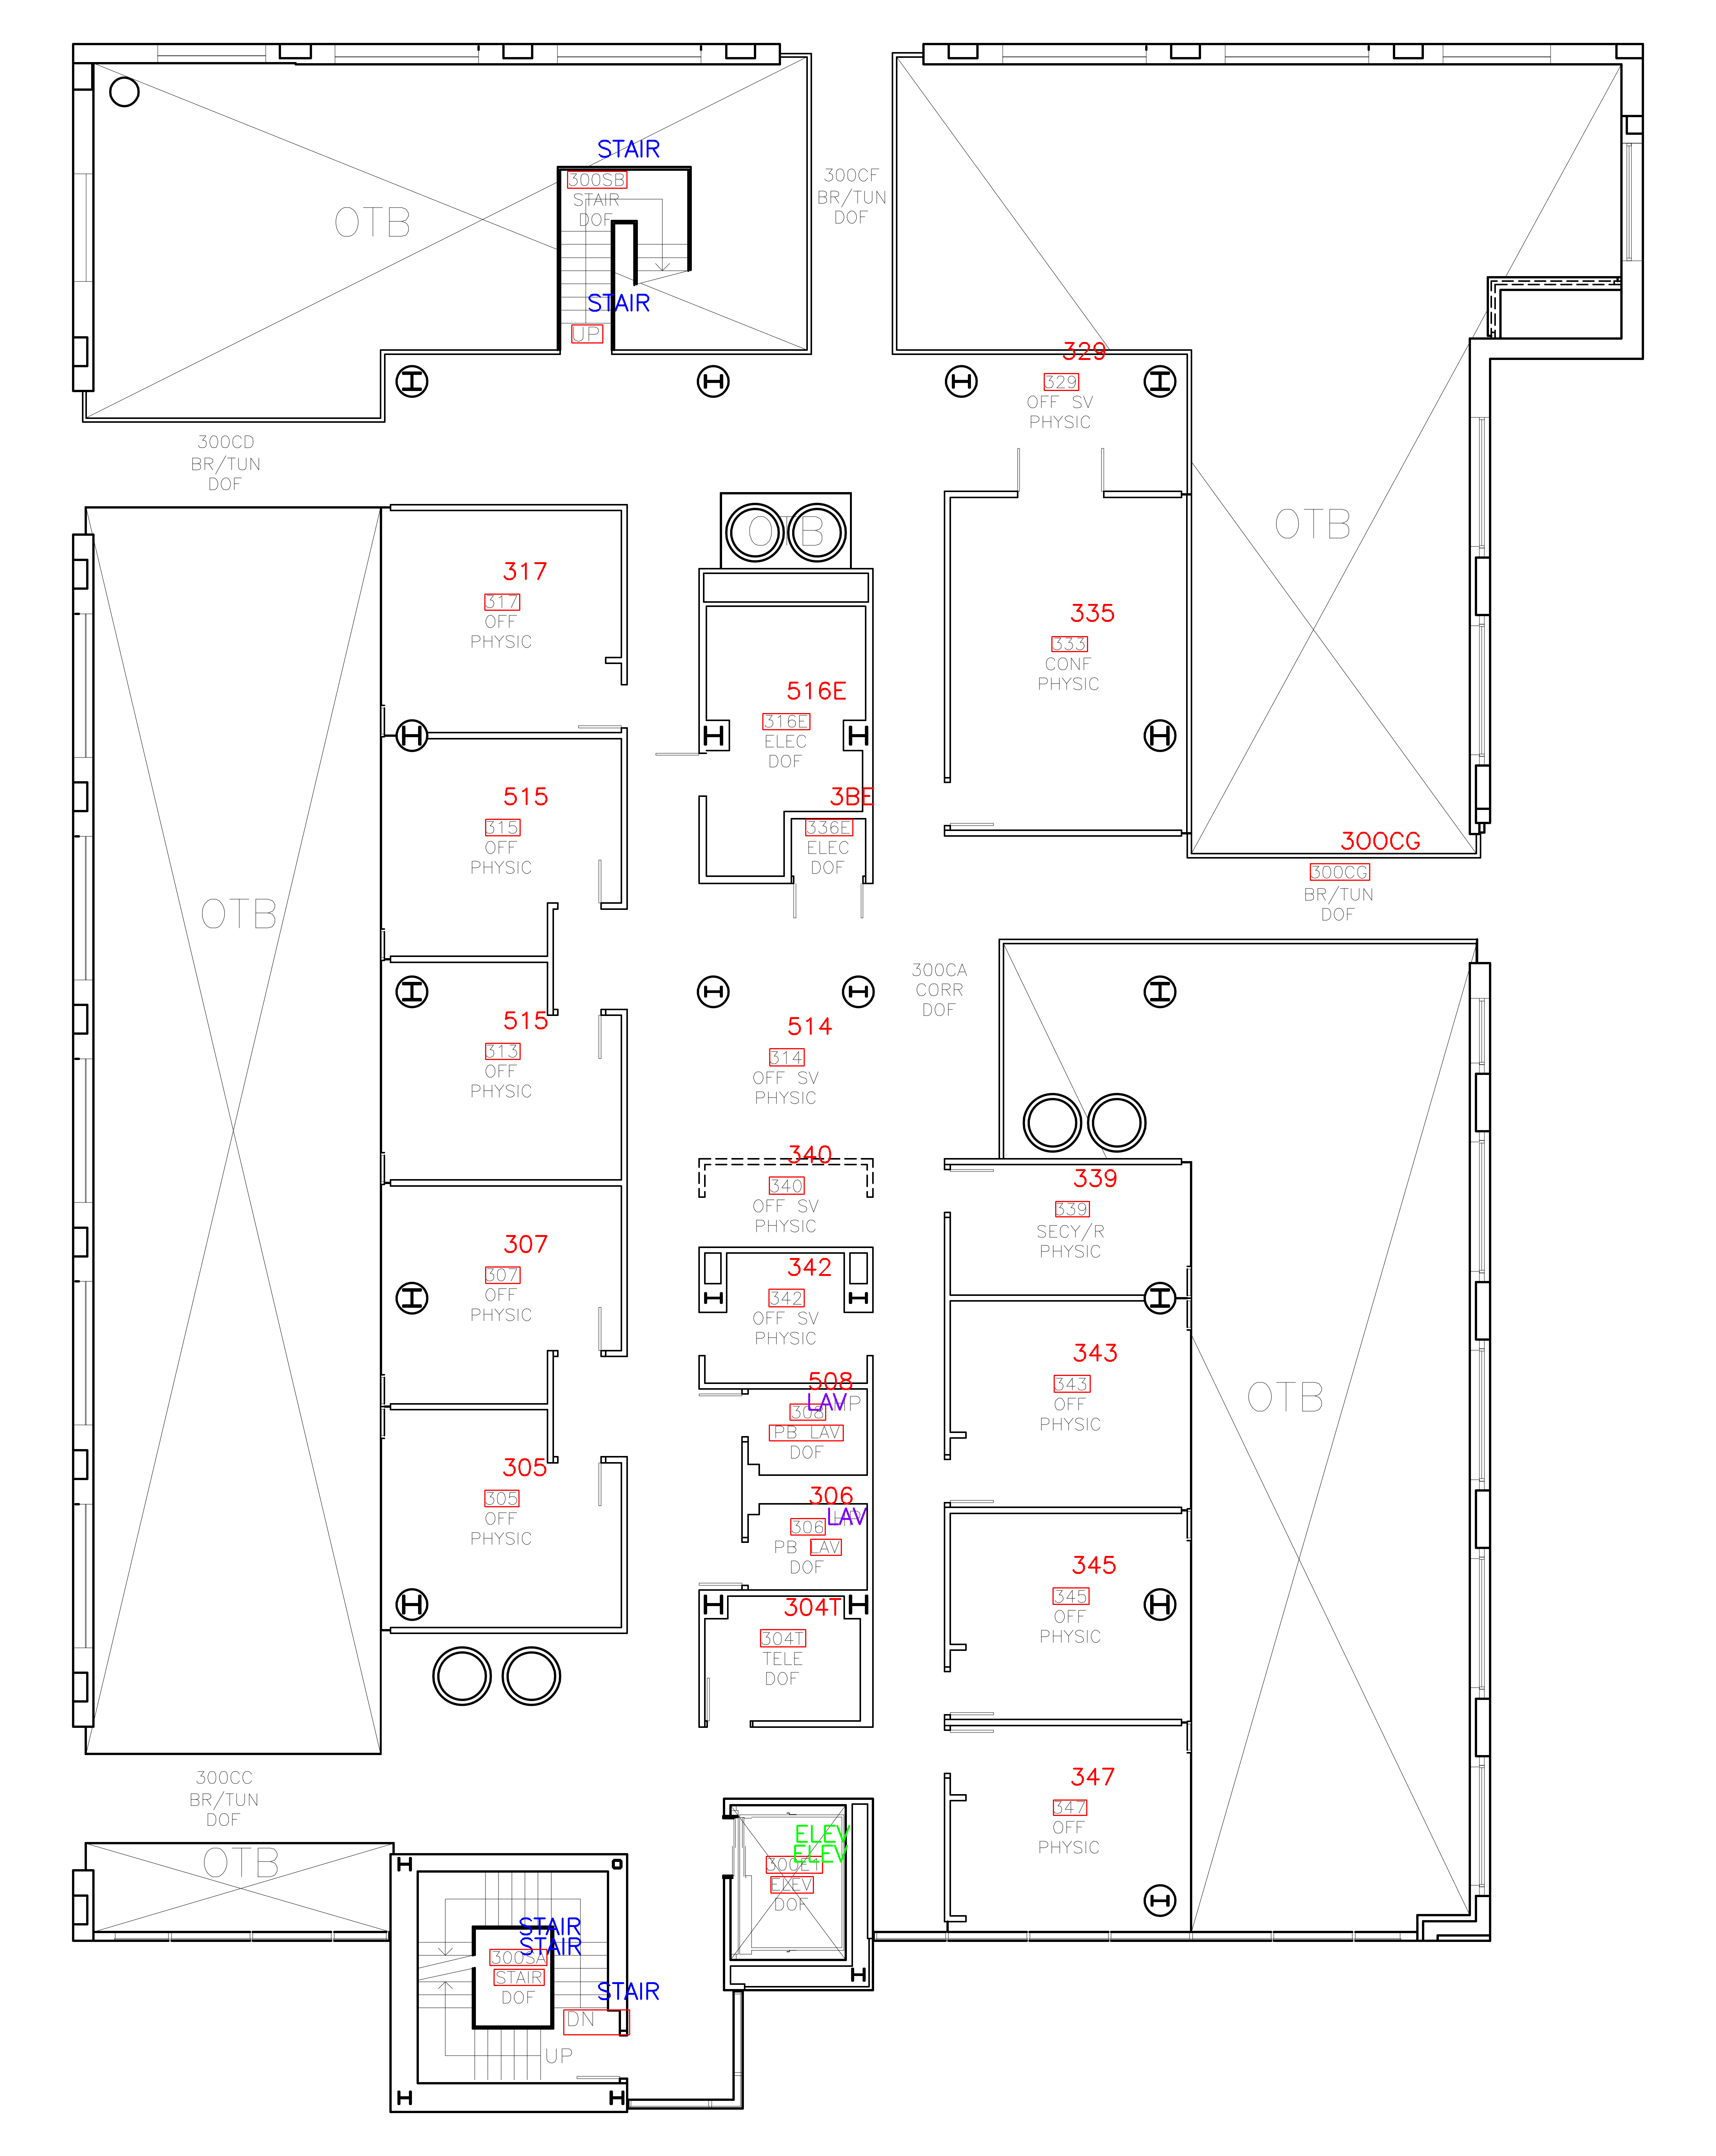 STAIR
300SB
STAIR
DOF
STAIR
UP
OTB
300CF
BR/TUN
DOF
329
329
OFF SV
PHYSIC
300CD
BR/TUN
DOF
OTB
OTB
317
317
OFF
PHYSIC
335
333
CONF
PHYSIC
516E
316E
ELEC
DOF
515
315
OFF
PHYSIC
3BE
336E
ELEC
DOF
300CG
300CG
BR/TUN
DOF
OTB
300CA
CORR
DOF
515
313
OFF
PHYSIC
514
314
OFF SV
PHYSIC
340
340
OFF SV
PHYSIC
339
339
SECY/R
PHYSIC
307
307
OFF
PHYSIC
342
342
OFF SV
PHYSIC
343
343
OFF
PHYSIC
OTB
508
LAV
308
PB LAV
DOF
305
305
OFF
PHYSIC
306
LAV
306
PB LAV
DOF
345
345
OFF
PHYSIC
304T
304T
TELE
DOF
300CC
BR/TUN
DOF
347
347
OFF
PHYSIC
OTB
ELEV
ELEV
300E1
ELEV
DOF
STAIR
STAIR
300SA
STAIR
DOF
STAIR
DN
UP